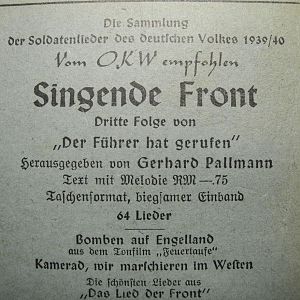 Die Sammlung
der Soldatenlieder des deutschen Volkes 1939/40
Vom OKW empfohlen
Singende Front
Dritte Folge von
„Der Führer hat gerufen"
Herausgegeben von Gerhard Pallmann
Text mit Melodie RM —.75
Taschenformat, biegsamer Einband
64 Lieder
Bomben auf Engelland
aus dem Tonfilm „Feuertaufe"
Kamerad, wir marschieren im Westen
Die schönsten Lieder aus
„Das Lied der Front"